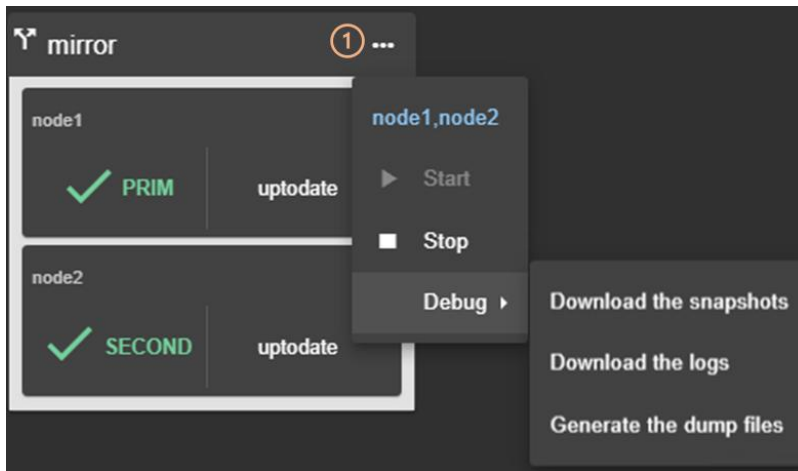 mirror
1 ...
node1
PRIM uptodate
node2
SECOND uptodate
node1,node2
Start
Stop
Debug
Download the snapshots
Download the logs
Generate the dump files